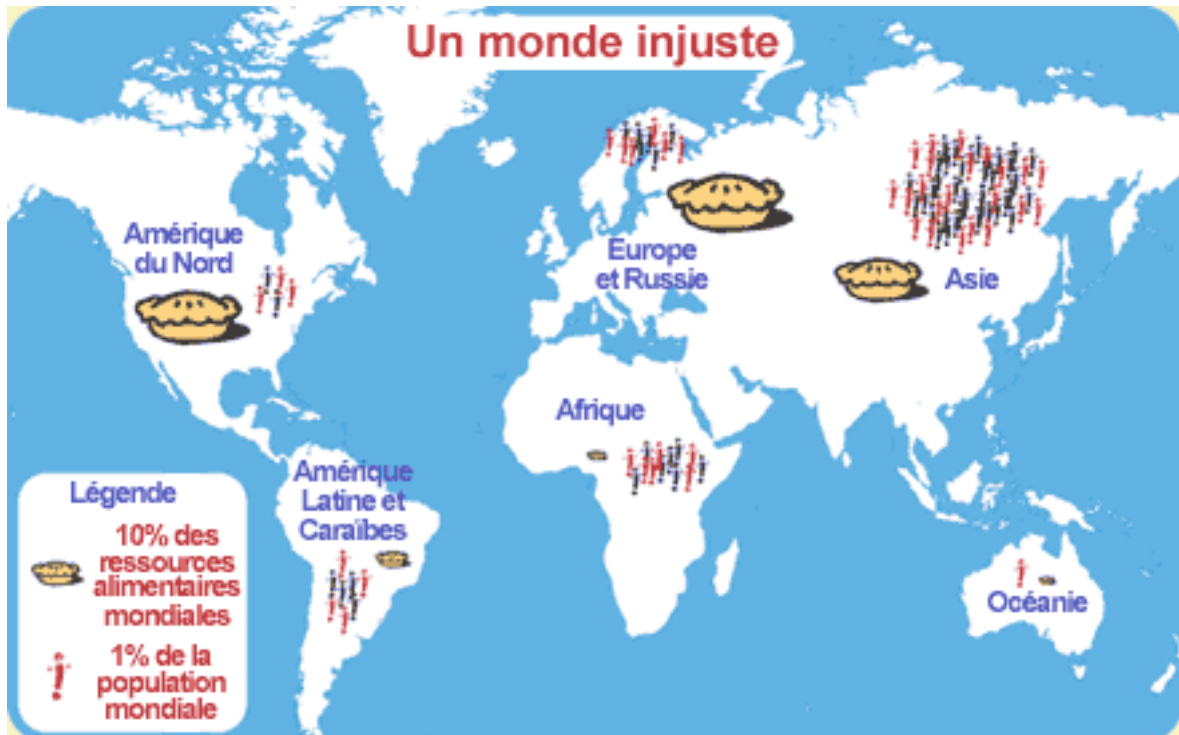 Un monde injuste
Amérique
du Nord
Europe
et Russie
Asie
Afrique
Amérique
Latine et
Caraïbes
Océanie
Légende
10% des
ressources
alimentaires
mondiales
1% de la
population
mondiale